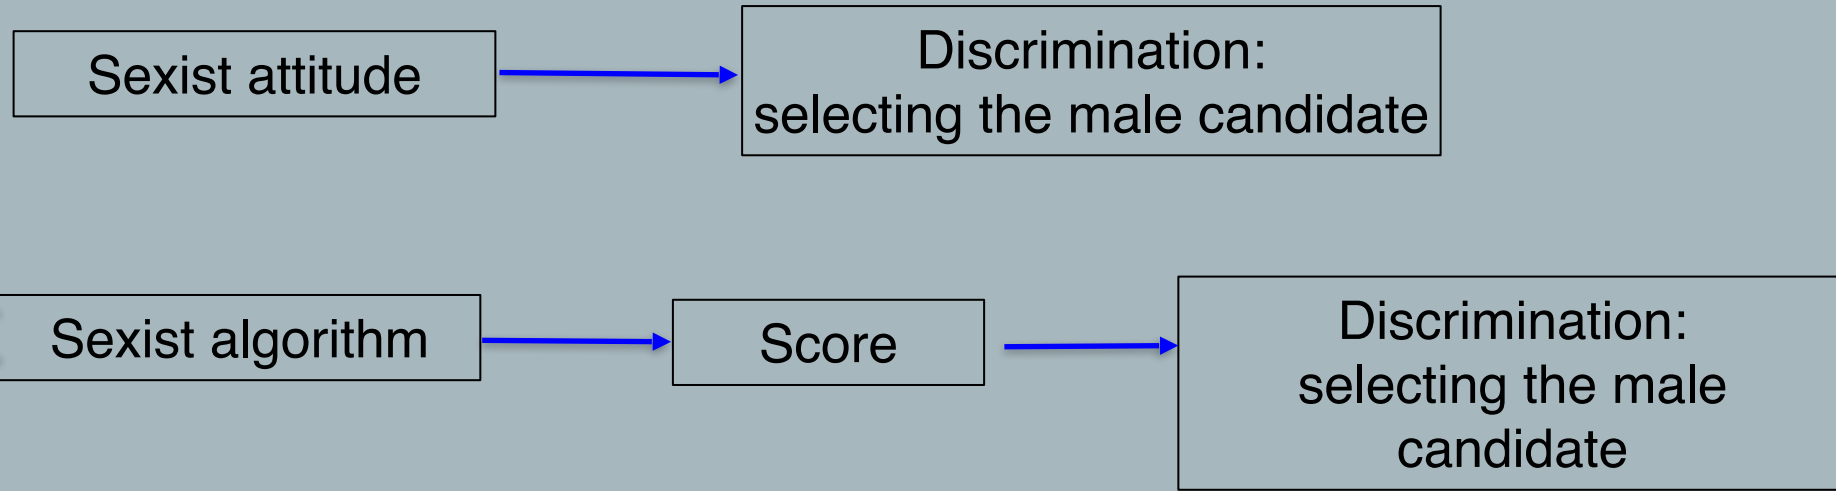 Sexist attitude
Discrimination:
selecting the male candidate
Sexist algorithm
Score
Discrimination:
selecting the male
candidate